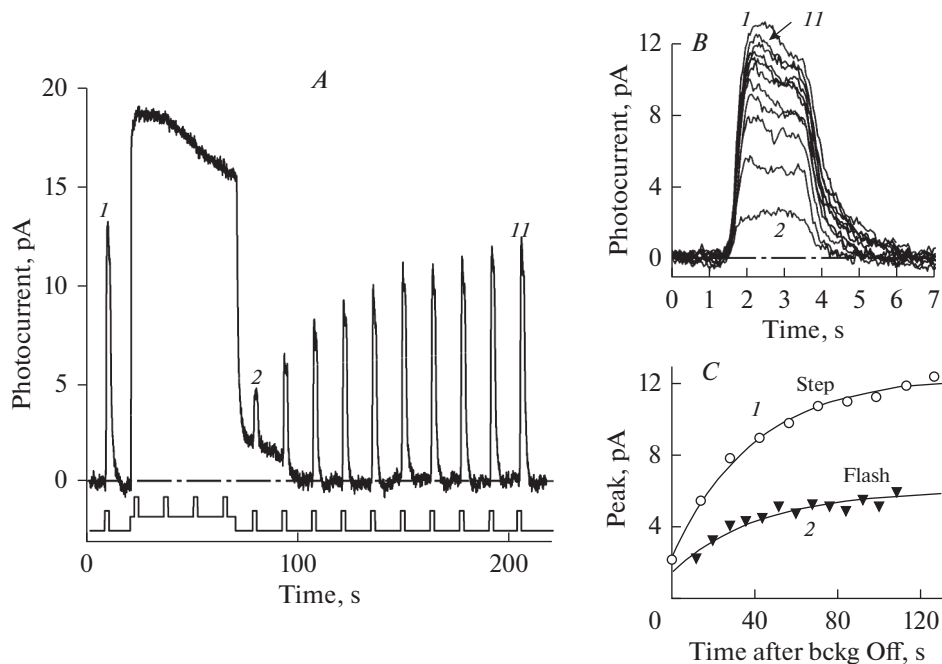 A
20
15
10
5
0
Photocurrent, pA
1
2
11
0
100
200
Time, s
B
1
11
12
8
4
0
Photocurrent, pA
2
0 1 2 3 4 5 6 7
Time, s
C
Step
1
12
8
4
0
Peak, pA
Flash
2
40
80
120
Time after bckg Off, s